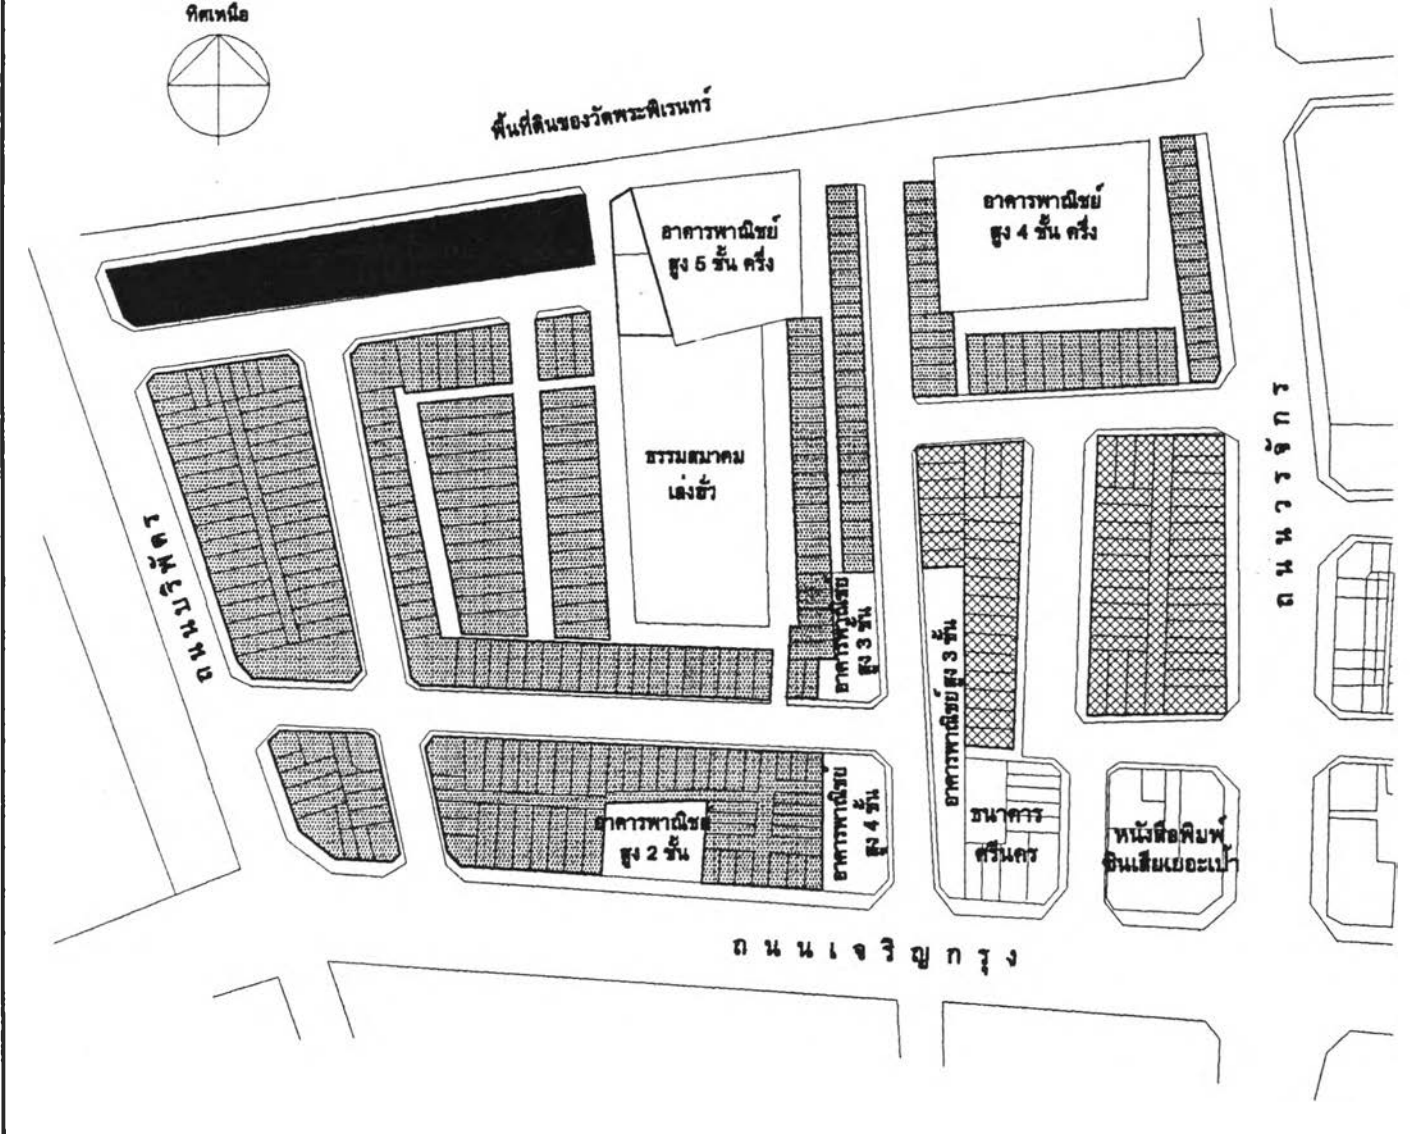 ทิศเหนือ
พื้นที่ดินของวัดพระพิเรนทร์
อาคารพาณิชย์
สูง 5 ชั้น ครึ่ง
อาคารพาณิชย์
สูง 4 ชั้น ครึ่ง
ธรรมสมาคม
เล่งฮั่ว
ถนนบริพัตร
ถนนวรจักร
อาคารพาณิชย์
สูง 3 ชั้น
อาคารพาณิชย์สูง 3 ชั้น
อาคารพาณิชย์
สูง 2 ชั้น
อาคารพาณิชย์
สูง 4 ชั้น
ธนาคาร
ศรีนคร
หนังสือพิมพ์
ซินเสียเยอะเป้า
ถนนเจริญกรุง